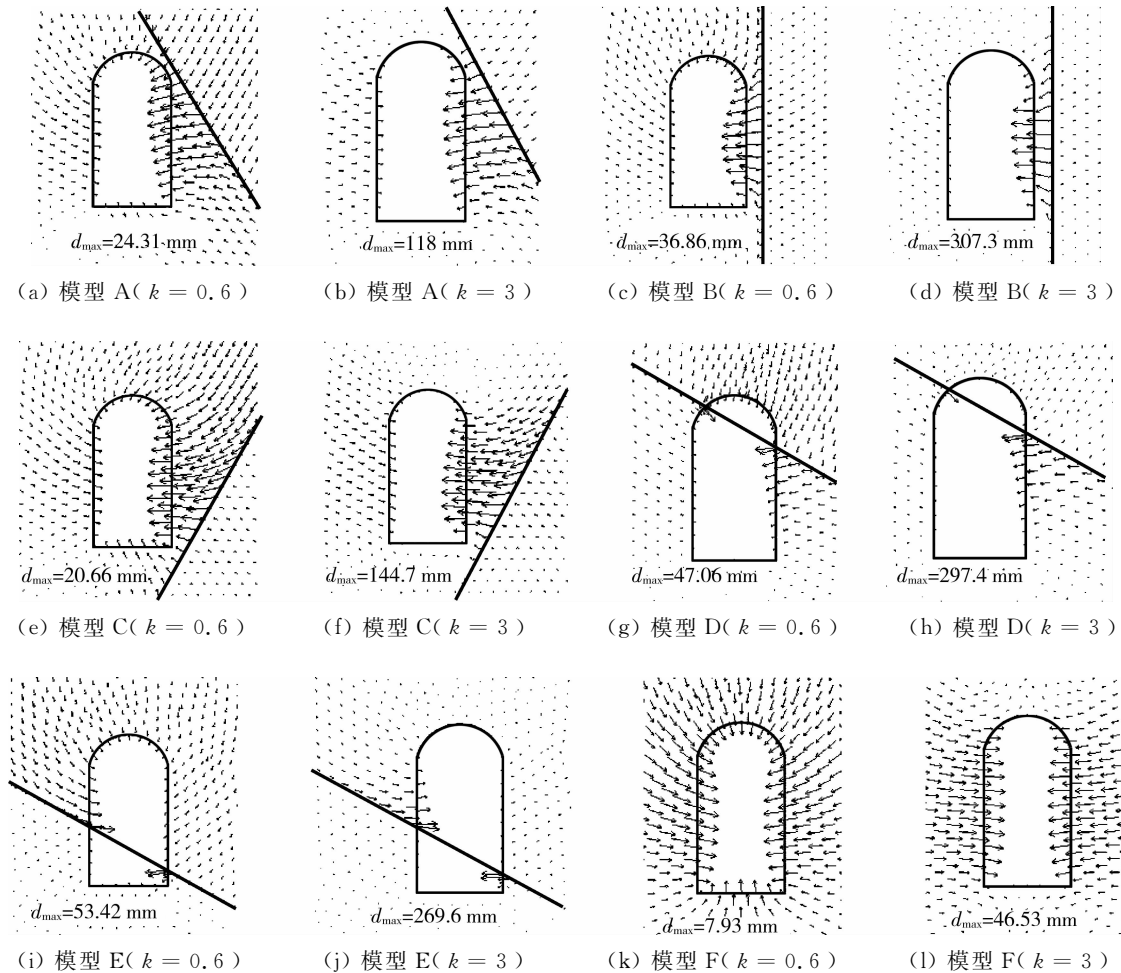 dmax=24.31 mm
dmax=118 mm
dmax=36.86 mm
dmax=307.3 mm
(a) 模型 A( k = 0.6 )
(b) 模型 A( k = 3 )
(c) 模型 B( k = 0.6 )
(d) 模型 B( k = 3 )
dmax=20.66 mm
dmax=144.7 mm
dmax=47.06 mm
dmax=297.4 mm
(e) 模型 C( k = 0.6 )
(f) 模型 C( k = 3 )
(g) 模型 D( k = 0.6 )
(h) 模型 D( k = 3 )
dmax=53.42 mm
dmax=269.6 mm
dmax=7.93 mm
dmax=46.53 mm
(i) 模型 E( k = 0.6 )
(j) 模型 E( k = 3 )
(k) 模型 F( k = 0.6 )
(l) 模型 F( k = 3 )